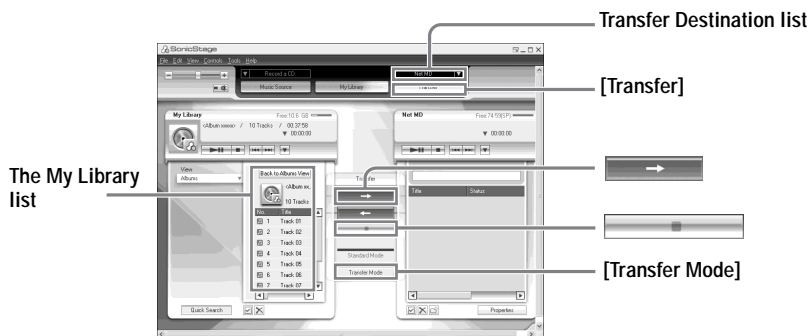 Transfer Destination list
SonicStage
File Edit View Controls Tools Help
Record a CD
Net MD
Music Source
My Library
[Transfer]
My Library
Free:10.6 GB
<Album xxxxx> / 10 Tracks / 00:37:58
00:00:00
Net MD
Free:74.59(SP)
00:00:00
The My Library list
View
Albums
Back to Albums View
<Album xx..
10 Tracks
No. Title
1 Track 01
2 Track 02
3 Track 03
4 Track 04
5 Track 05
6 Track 06
7 Track 07
Transfer
Title Status
Standard Mode
Transfer Mode
[Transfer Mode]
Quick Search
Properties